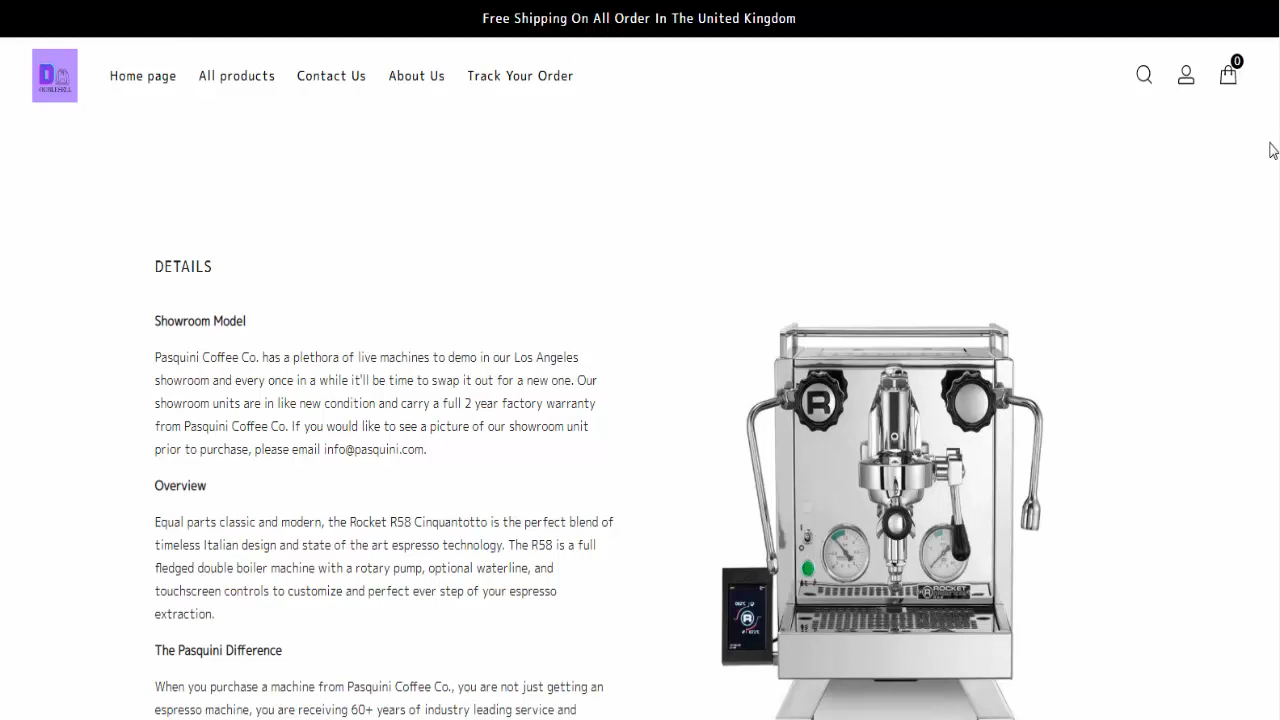 Free Shipping On All Order In The United Kingdom
Home page All products Contact Us About Us Track Your Order
0
DETAILS
Showroom Model
Pasquini Coffee Co. has a plethora of live machines to demo in our Los Angeles
showroom and every once in a while it'll be time to swap it out for a new one. Our
showroom units are in like new condition and carry a full 2 year factory warranty
from Pasquini Coffee Co. If you would like to see a picture of our showroom unit
prior to purchase, please email info@pasquini.com.
Overview
Equal parts classic and modern, the Rocket R58 Cinquantotto is the perfect blend of
timeless Italian design and state of the art espresso technology. The R58 is a full
fledged double boiler machine with a rotary pump, optional waterline, and
touchscreen controls to customize and perfect ever step of your espresso
extraction.
The Pasquini Difference
When you purchase a machine from Pasquini Coffee Co., you are not just getting an
espresso machine, you are receiving 60+ years of industry leading service and
R
R
R ROCKET